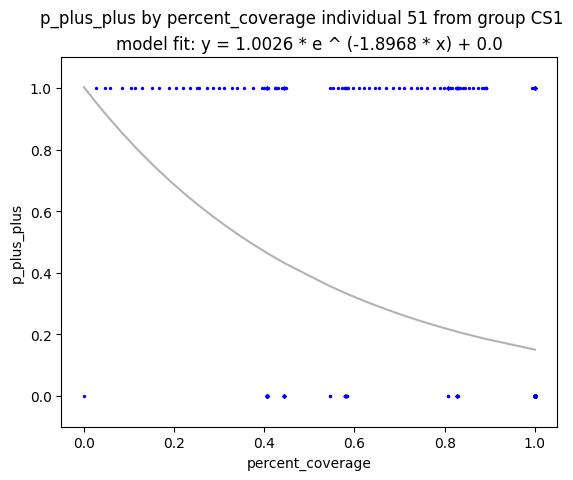 p_plus_plus by percent_coverage individual 51 from group CS1
model fit: y = 1.0026 * e ^ (-1.8968 * x) + 0.0
1.0
0.8
0.6
0.4
0.2
0.0
p_plus_plus
0.0 0.2 0.4 0.6 0.8 1.0
percent_coverage